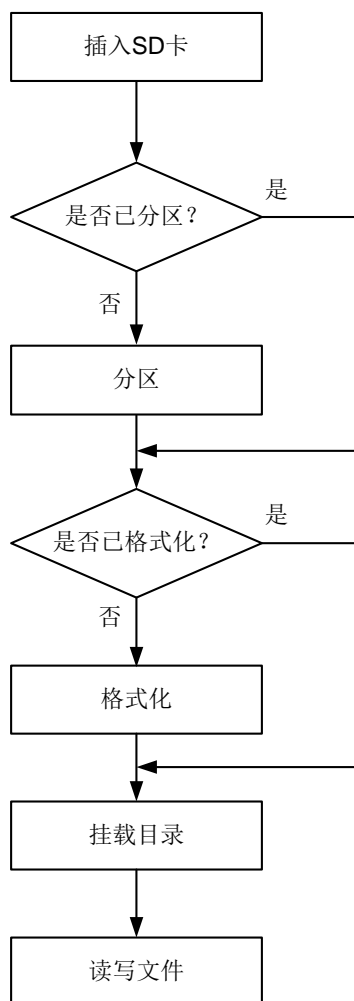 插入SD卡
是否已分区？
是
否
分区
是否已格式化？
是
否
格式化
挂载目录
读写文件